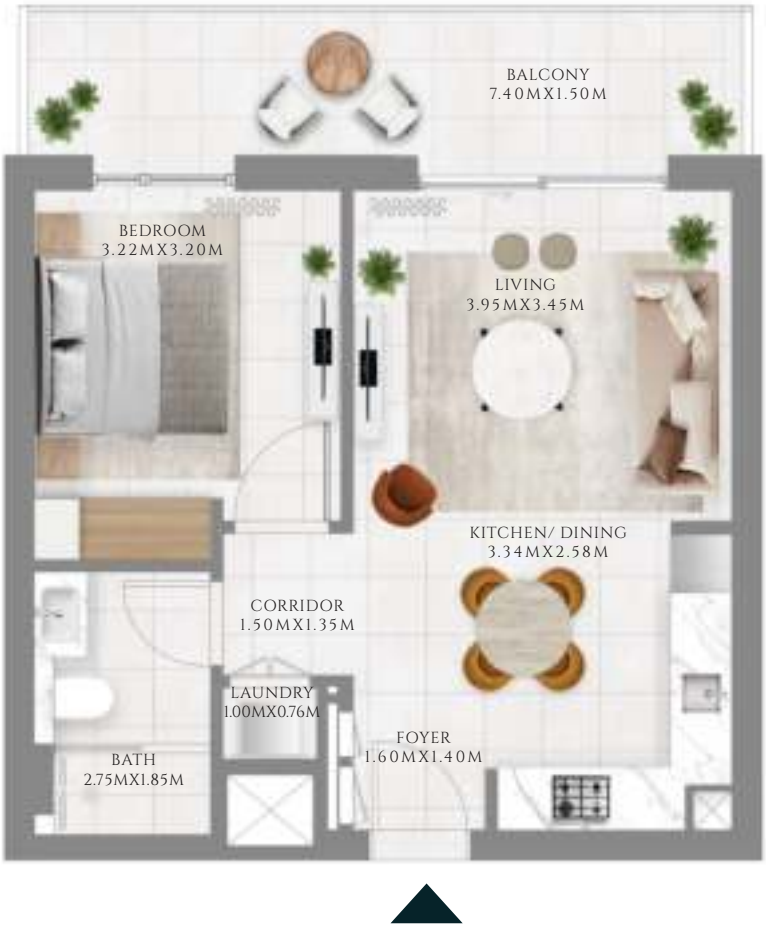 BALCONY
7.40MX1.50M
BEDROOM
3.22MX3.20M
LIVING
3.95MX3.45M
KITCHEN/ DINING
3.34MX2.58M
CORRIDOR
1.50MX1.35M
LAUNDRY
1.00MX0.76M
FOYER
1.60MX1.40M
BATH
2.75MX1.85M